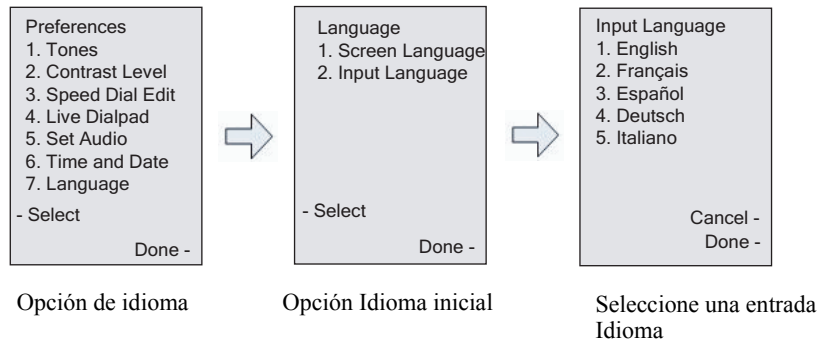 Preferences
1. Tones
2. Contrast Level
3. Speed Dial Edit
4. Live Dialpad
5. Set Audio
6. Time and Date
7. Language
- Select
Done -
Language
1. Screen Language
2. Input Language
- Select
Done -
Input Language
1. English
2. Français
3. Español
4. Deutsch
5. Italiano
Cancel -
Done -
Opción de idioma
Opción Idioma inicial
Seleccione una entrada
Idioma